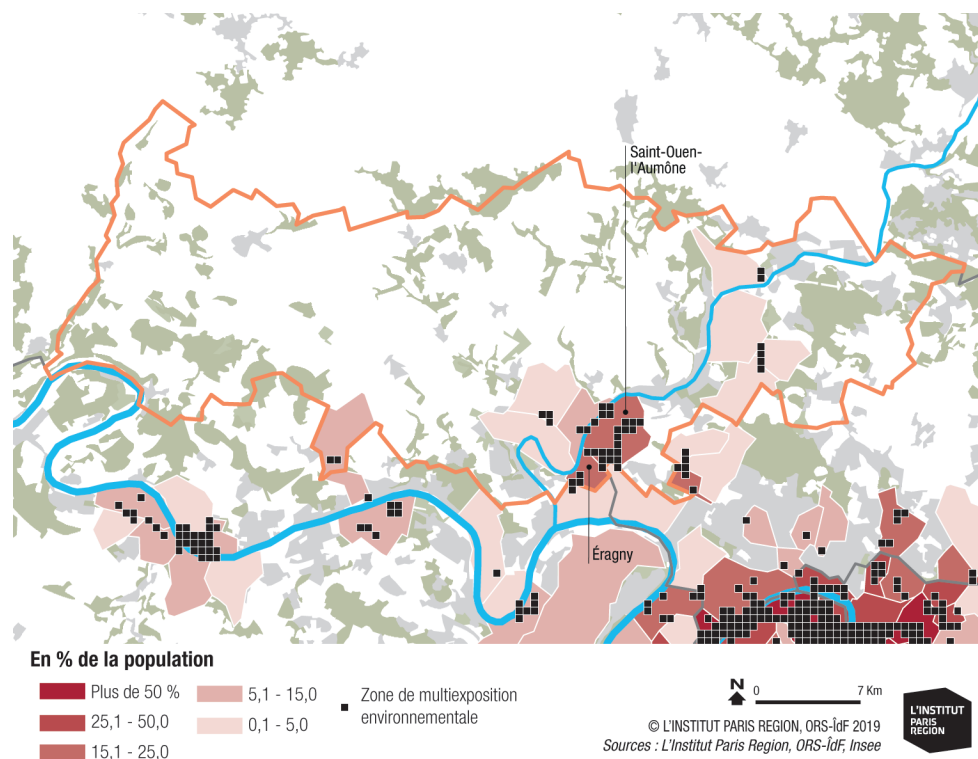 Saint-Ouen-
l'Aumône
Éragny
En % de la population
Plus de 50 %
25,1 - 50,0
15,1 - 25,0
5,1 - 15,0
0,1 - 5,0
Zone de multiexposition
environnementale
N
0 7 Km
© L'INSTITUT PARIS REGION, ORS-ÎdF 2019
Sources : L'Institut Paris Region, ORS-ÎdF, Insee
L'INSTITUT
PARIS
REGION